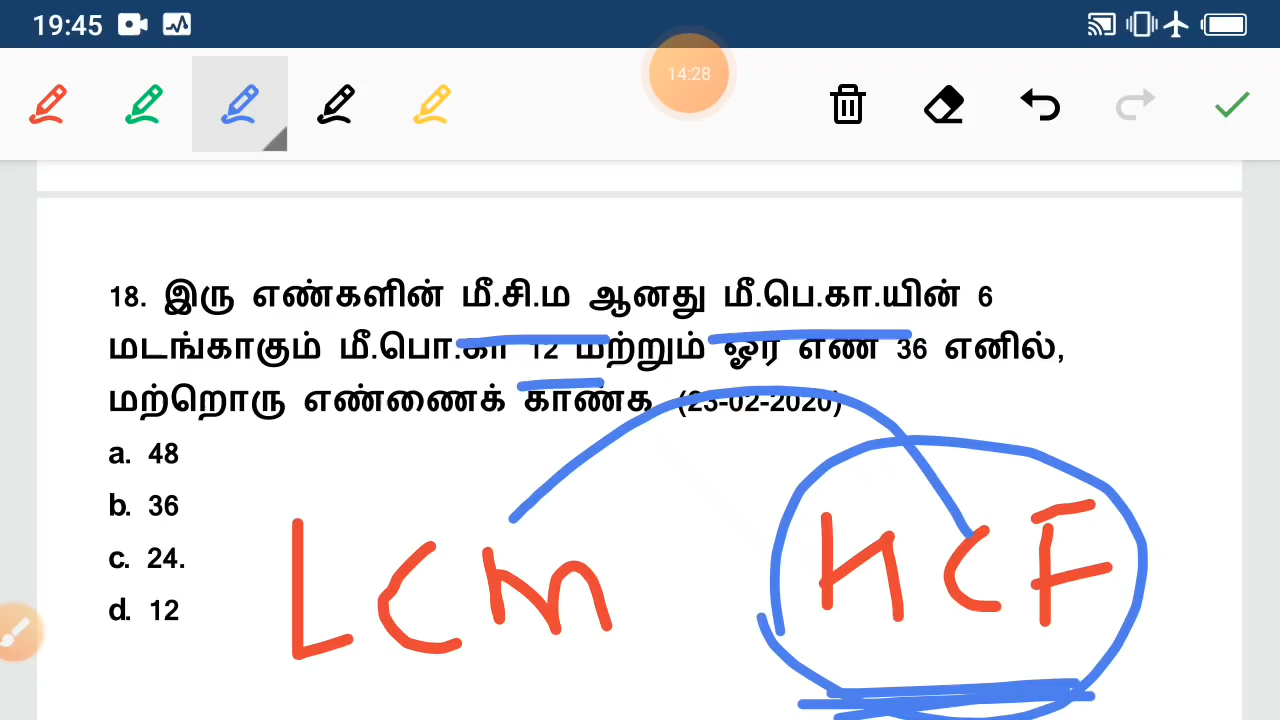 19:45
14:28
18. இரு எண்களின் மீ.சி.ம ஆனது மீ.பெ.கா.யின் 6
மடங்காகும் மீ.பொ.கா 12 மற்றும் ஓர் எண் 36 எனில்,
மற்றொரு எண்ணைக் காண்க (23-02-2020)
a. 48
b. 36
c. 24.
d. 12
LCM HCF